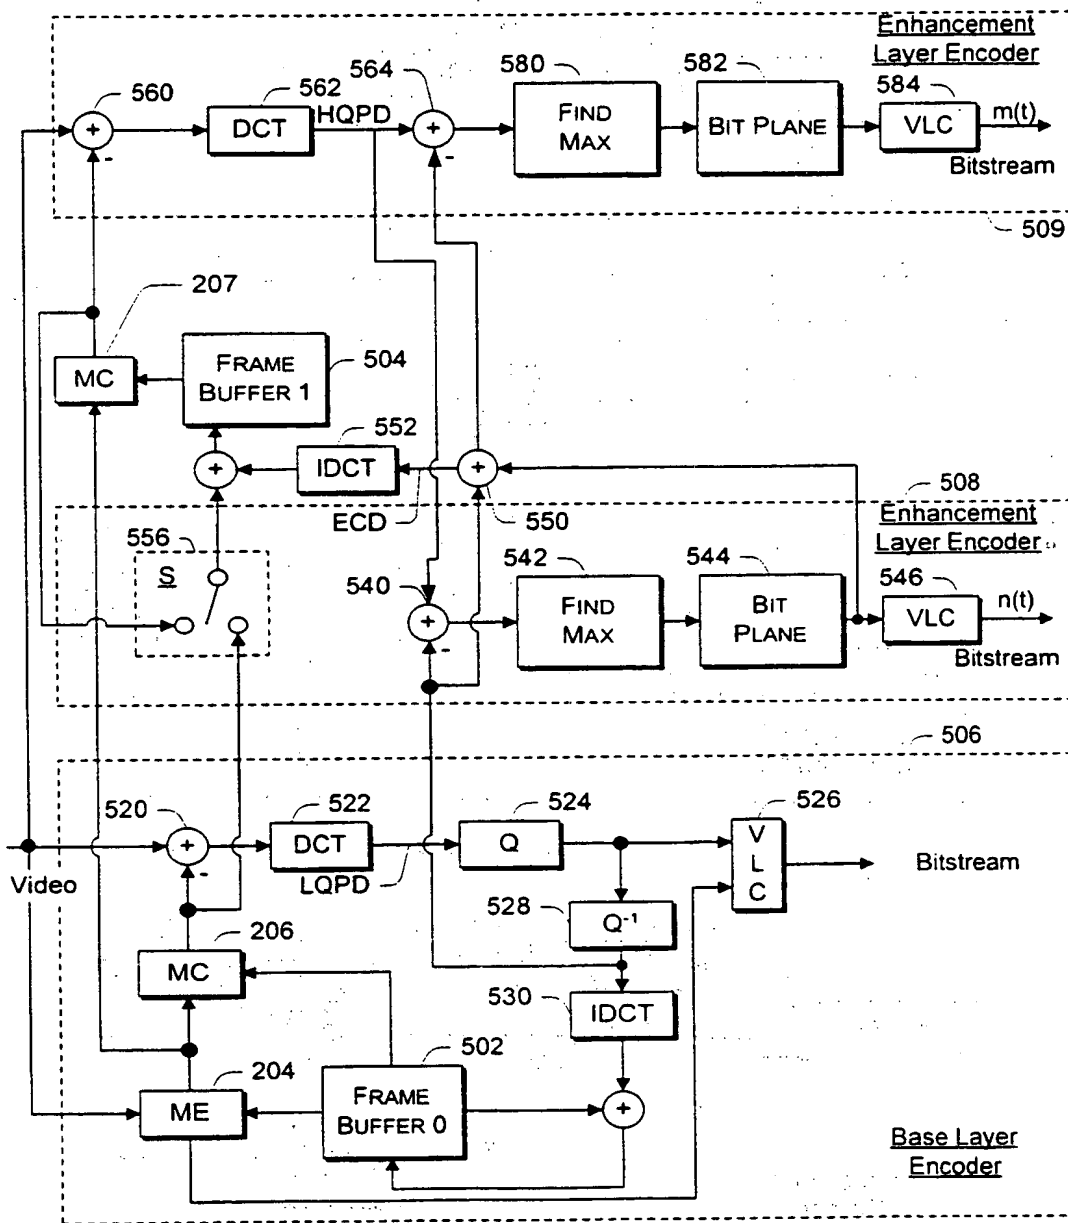 Enhancement
Layer Encoder
560
562
HQPD
564
580
582
584
+
-
DCT
+
-
FIND
MAX
BIT PLANE
VLC
m(t)
Bitstream
509
207
MC
FRAME
BUFFER 1
504
552
+
IDCT
+
ECD
550
508
Enhancement
Layer Encoder
556
S
540
542
544
546
+
-
FIND
MAX
BIT
PLANE
VLC
n(t)
Bitstream
506
520
522
524
526
+
-
DCT
Q
V
L
C
Bitstream
Video
LQPD
528
Q⁻¹
206
MC
530
IDCT
502
204
ME
FRAME
BUFFER 0
+
Base Layer
Encoder